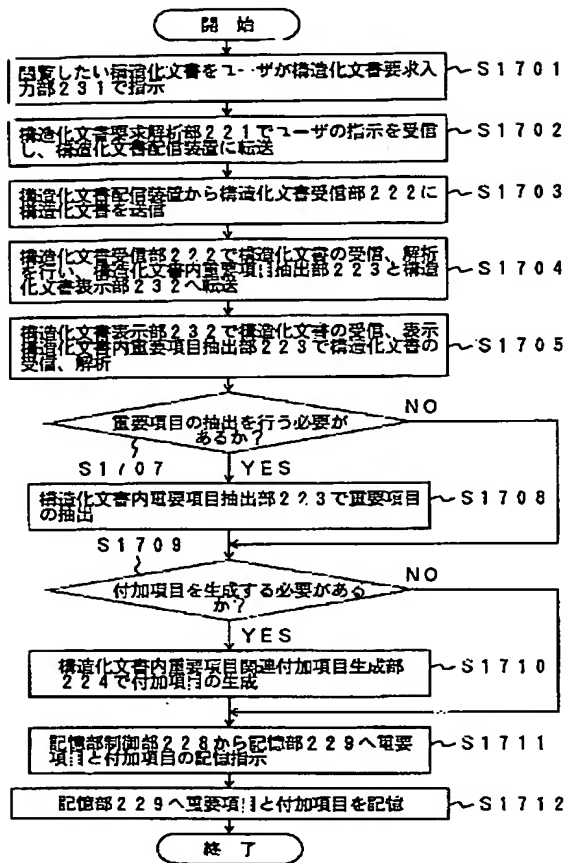 開 始
閲覧したい構造化文書をユーザが構造化文書要求入
力部231で指示
S1701
構造化文書要求解析部221でユーザの指示を受信
し、構造化文書配信装置に転送
S1702
構造化文書配信装置から構造化文書受信部222に
構造化文書を送信
S1703
構造化文書受信部222で構造化文書の受信、解析
を行い、構造化文書内重要項目抽出部223と構造
化文書表示部232へ転送
S1704
構造化文書表示部232で構造化文書の受信、表示
構造化文書内重要項目抽出部223で構造化文書の
受信、解析
S1705
重要項目の抽出を行う必要が
あるか?
NO
S1707
YES
構造化文書内重要項目抽出部223で重要項目
の抽出
S1708
S1709
付加項目を生成する必要がある
か?
NO
YES
構造化文書内重要項目関連付加項目生成部
224で付加項目の生成
S1710
記憶部制御部228から記憶部229へ重要
項目と付加項目の記憶指示
S1711
記憶部229へ重要項目と付加項目を記憶
S1712
終 了